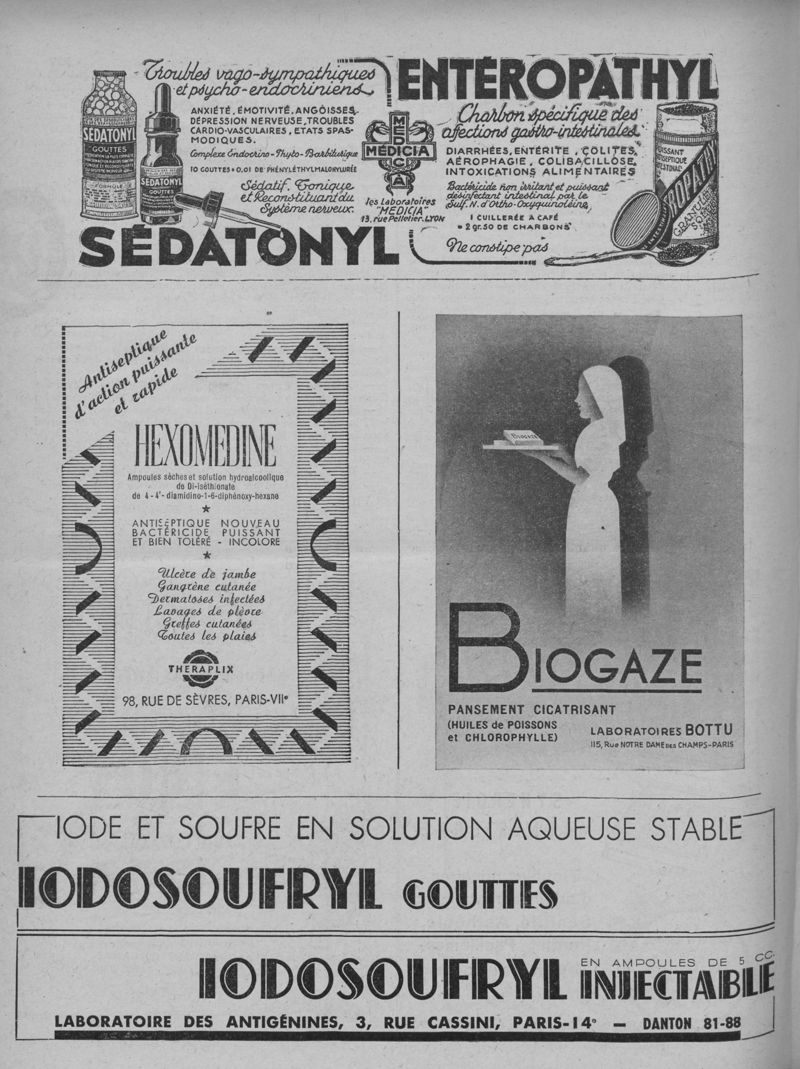 Troubles vago-sympathiques
et psycho-endocriniens
ANXIÉTÉ, ÉMOTIVITÉ, ANGOISSES,
DÉPRESSION NERVEUSE, TROUBLES
CARDIO-VASCULAIRES, ETATS SPAS-
MODIQUES.
Complexe Endocrino-Phyto-Barbiturique
10 GOUTTES = 0,01 DE PHÉNYLÉTHYLMALONYLURÉE
Sédatif, Tonique
et Reconstituant du
Système nerveux.
SÉDATONYL
SÉDATONYL
GOUTTES
SÉDATONYL
MEDICIA
MÉDICIA
les Laboratoires
"MEDICIA"
13, rue Pelletier. LYON
ENTÉROPATHYL
Charbon spécifique des
affections gastro-intestinales.
DIARRHÉES, ENTÉRITE, COLITES,
AÉROPHAGIE, COLIBACILLOSE,
INTOXICATIONS ALIMENTAIRES
Bactéricide non irritant et puissant
désinfectant intestinal par le
Sulf. N. d'Ortho-Oxyquinoléine,
1 CUILLERÉE A CAFÉ
= 2 gr. 50 DE CHARBONS
Ne constipe pas
Antiseptique
d'action puissante
et rapide
HEXOMEDINE
Ampoules sèches et solution hydroalcoolique
de Di-iséthionate
de 4-4'-diamidino-1-6-diphénoxy-hexane
ANTISÉPTIQUE NOUVEAU
BACTÉRICIDE PUISSANT
ET BIEN TOLÉRÉ - INCOLORE
Ulcère de jambe
Gangrène cutanée
Dermatoses infectées
Lavages de plèvre
Greffes cutanées
Toutes les plaies
THERAPLIX
98, RUE DE SÈVRES, PARIS-VIIe
BIOGAZE
BIOGAZE
PANSEMENT CICATRISANT
(HUILES de POISSONS
et CHLOROPHYLLE)
LABORATOIRES BOTTU
115, RUE NOTRE DAME DES CHAMPS-PARIS
IODE ET SOUFRE EN SOLUTION AQUEUSE STABLE
IODOSOUFRYL GOUTTES
IODOSOUFRYL EN AMPOULES DE 5 CC.
INJECTABLE
LABORATOIRE DES ANTIGÉNINES, 3, RUE CASSINI, PARIS-14e — DANTON 81-88